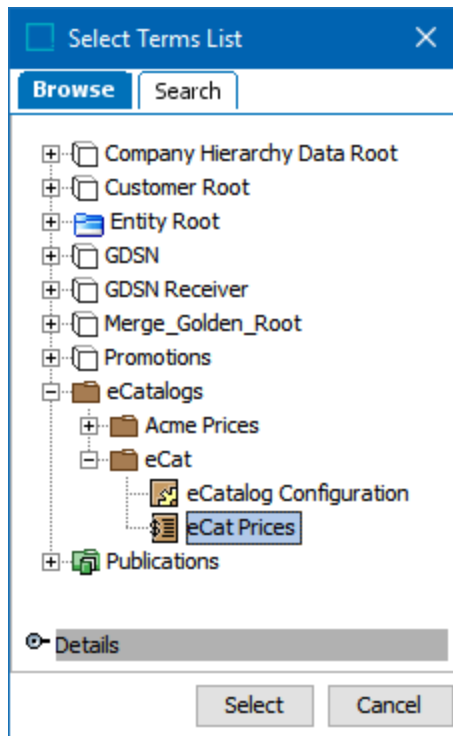 Select Terms List
Browse Search
Company Hierarchy Data Root
Customer Root
Entity Root
GDSN
GDSN Receiver
Merge_Golden_Root
Promotions
eCatalogs
Acme Prices
eCat
eCatalog Configuration
eCat Prices
Publications
Details
Select Cancel